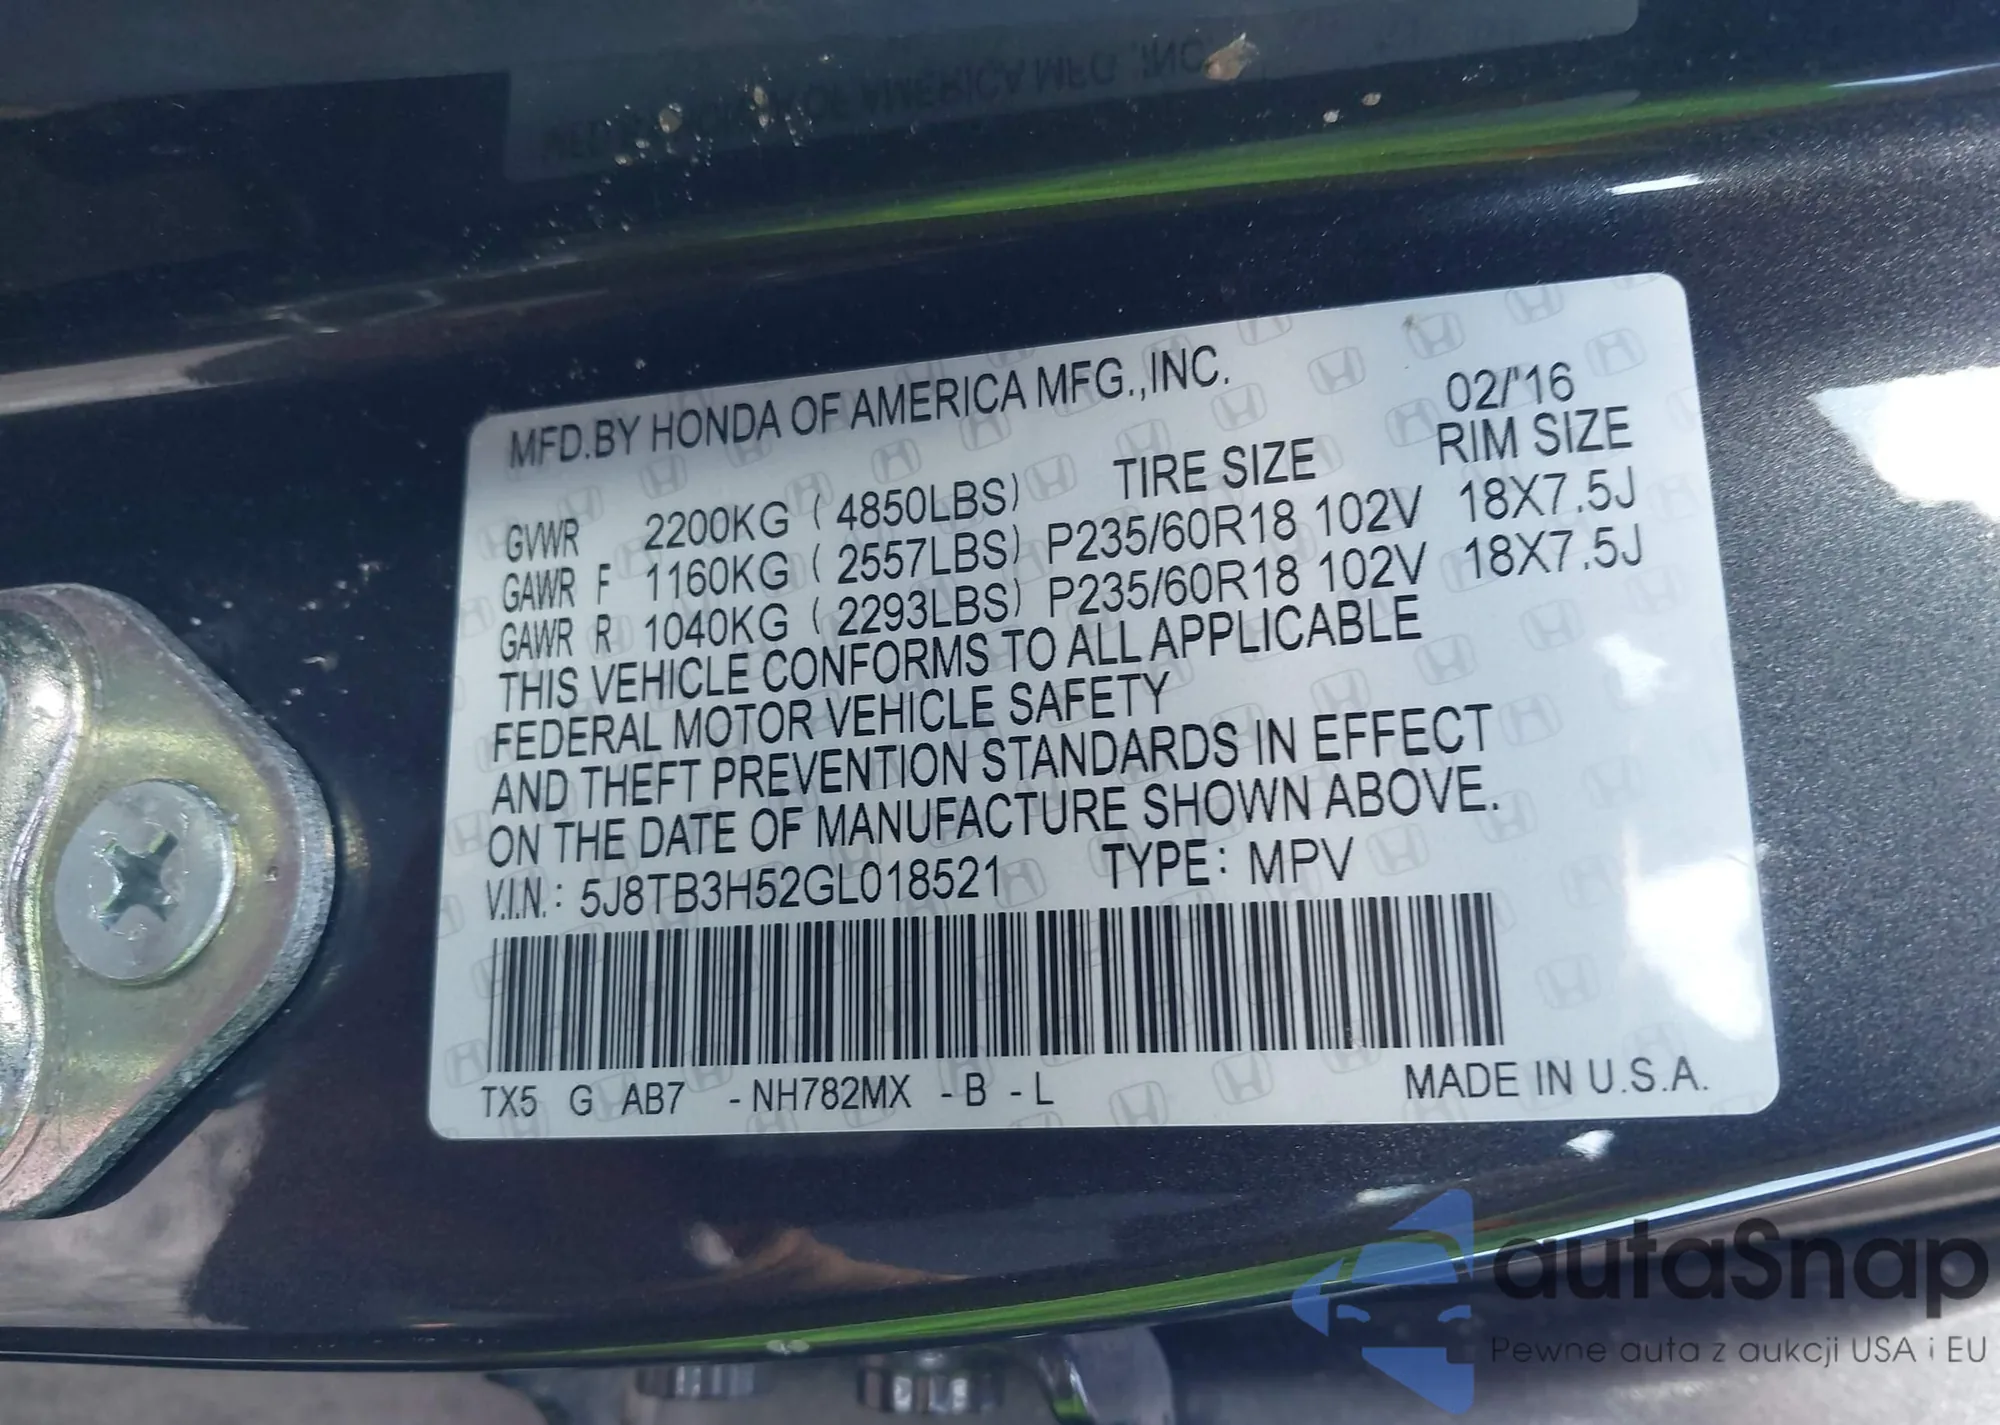 MFD.BY HONDA OF AMERICA MFG.,INC. 02/'16
TIRE SIZE RIM SIZE
GVWR 2200KG ( 4850LBS)
GAWR F 1160KG ( 2557LBS) P235/60R18 102V 18X7.5J
GAWR R 1040KG ( 2293LBS) P235/60R18 102V 18X7.5J
THIS VEHICLE CONFORMS TO ALL APPLICABLE
FEDERAL MOTOR VEHICLE SAFETY
AND THEFT PREVENTION STANDARDS IN EFFECT
ON THE DATE OF MANUFACTURE SHOWN ABOVE.
V.I.N.: 5J8TB3H52GL018521 TYPE: MPV
TX5 G AB7 -NH782MX -B -L MADE IN U.S.A.
autaSnap
Pewne auta z aukcji USA i EU